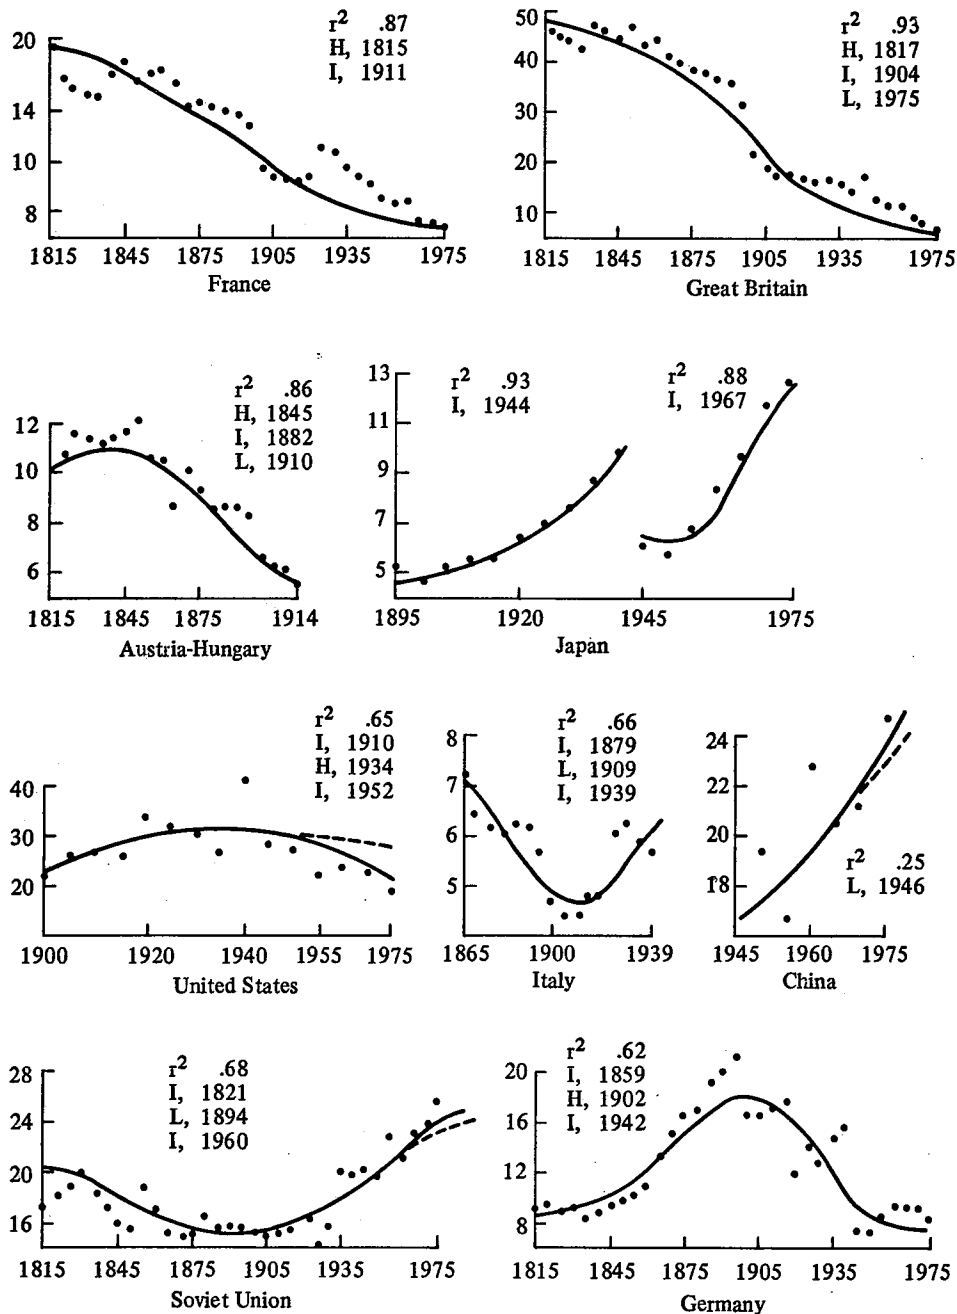 r² .87
H, 1815
I, 1911
20
14
10
8
1815 1845 1875 1905 1935 1975
France
r² .93
H, 1817
I, 1904
L, 1975
50
40
30
20
10
1815 1845 1875 1905 1935 1975
Great Britain
r² .86
H, 1845
I, 1882
L, 1910
12
10
8
6
1815 1845 1875 1914
Austria-Hungary
r² .93
I, 1944
r² .88
I, 1967
13
11
9
7
5
1895 1920 1945 1975
Japan
r² .65
I, 1910
H, 1934
I, 1952
40
30
20
1900 1920 1940 1955 1975
United States
r² .66
I, 1879
L, 1909
I, 1939
8
7
6
5
1865 1900 1939
Italy
24
22
20
18
r² .25
L, 1946
1945 1960 1975
China
r² .68
I, 1821
L, 1894
I, 1960
28
24
20
16
1815 1845 1875 1905 1935 1975
Soviet Union
r² .62
I, 1859
H, 1902
I, 1942
20
16
12
8
1815 1845 1875 1905 1935 1975
Germany